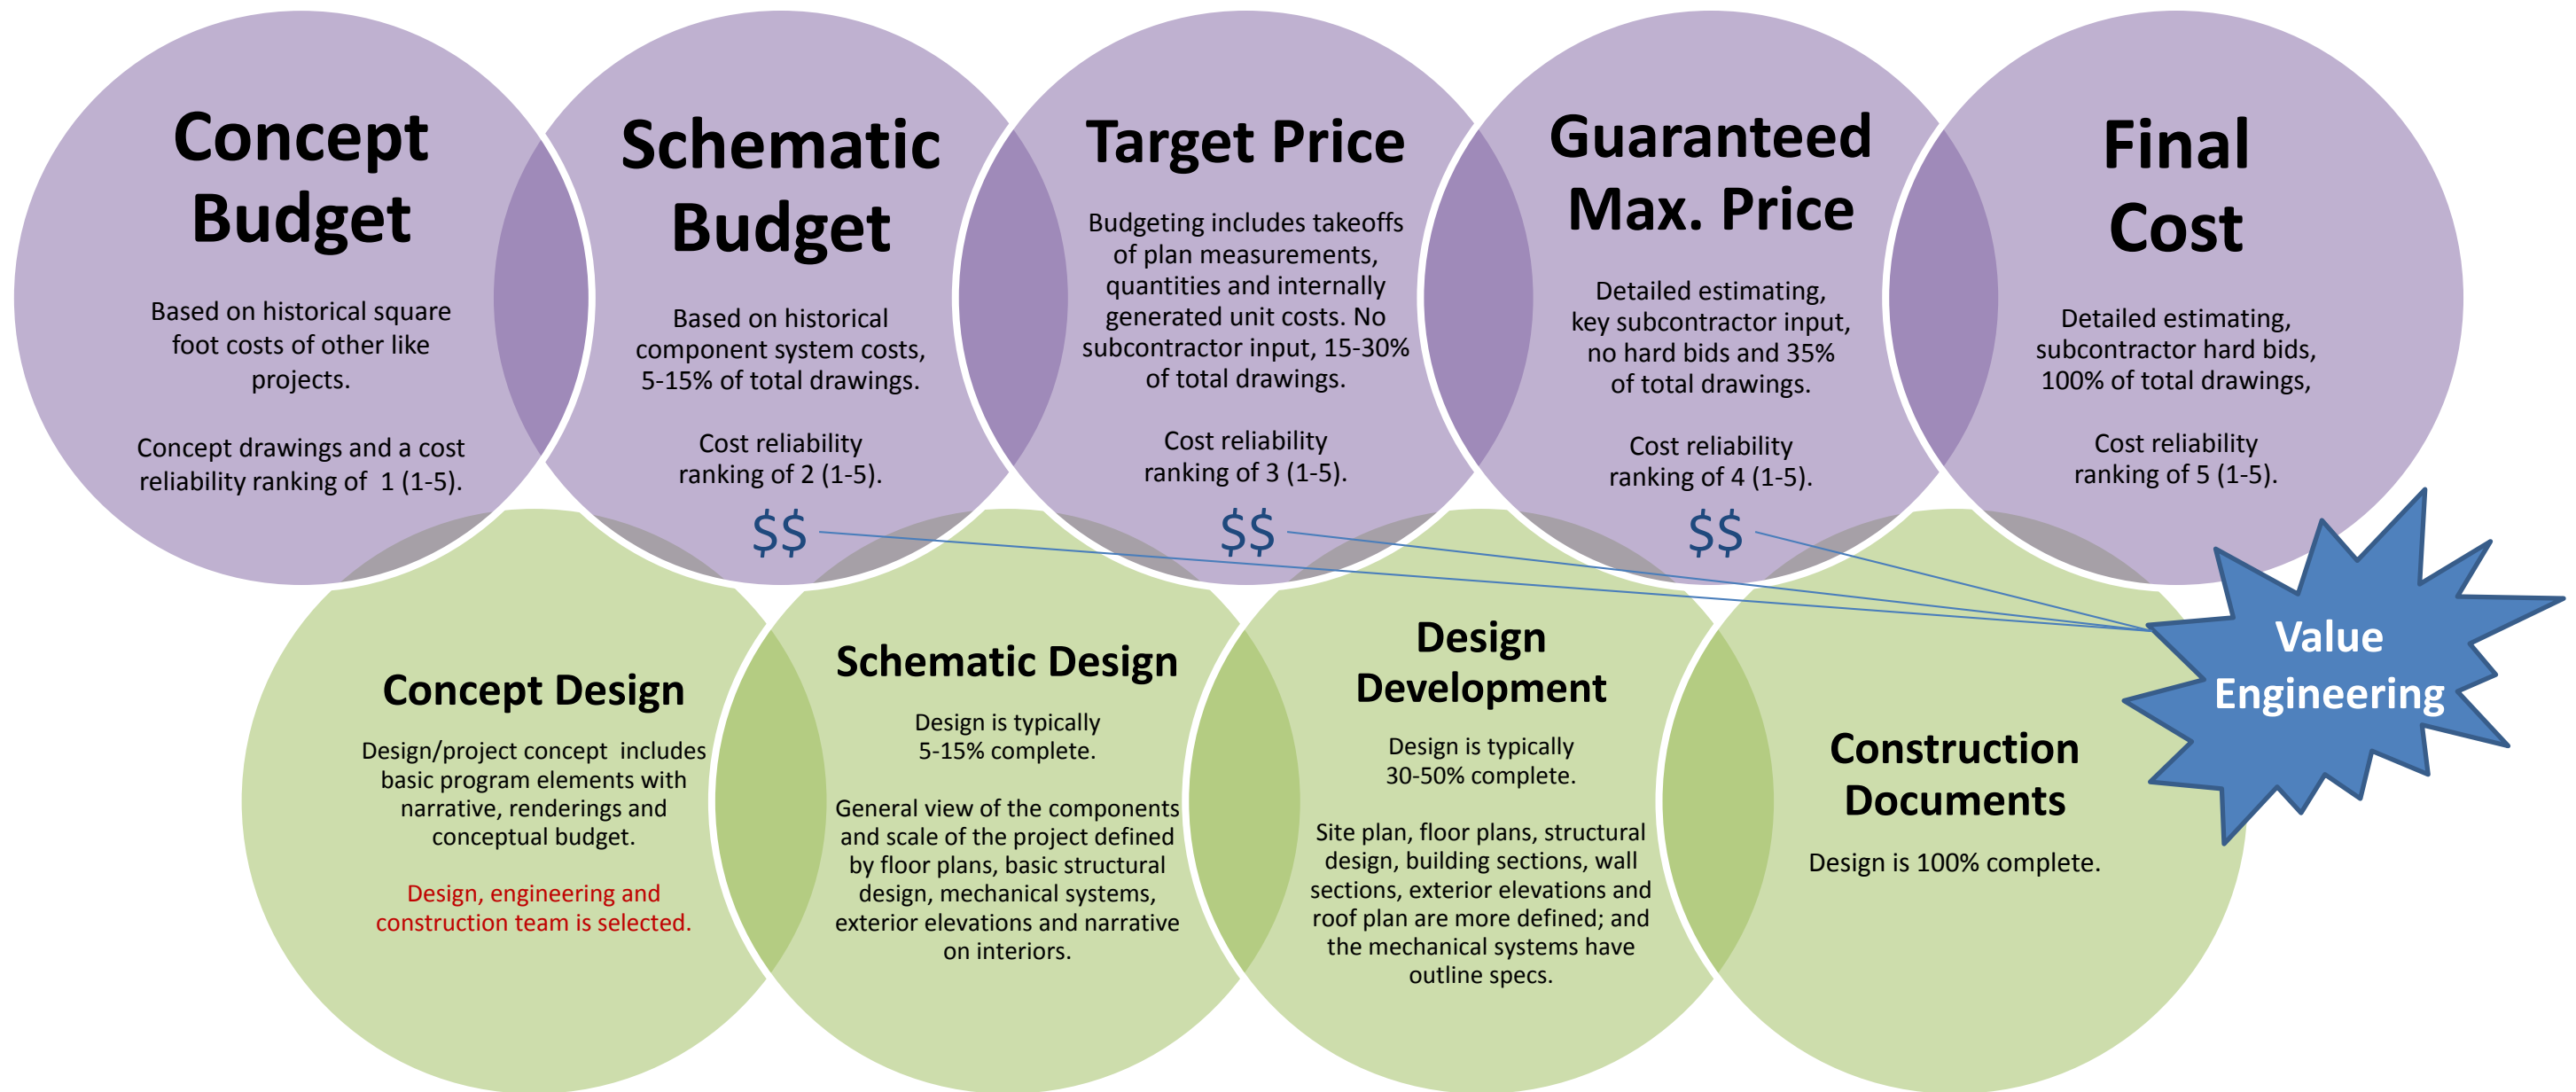 Concept
Budget
Based on historical square
foot costs of other like
projects.
Concept drawings and a cost
reliability ranking of  1 (1-5).
Schematic
Budget
Based on historical
component system costs,
5-15% of total drawings.
Cost reliability
ranking of 2 (1-5).
$$
Target Price
Budgeting includes takeoffs
of plan measurements,
quantities and internally
generated unit costs. No
subcontractor input, 15-30%
of total drawings.
Cost reliability
ranking of 3 (1-5).
$$
Guaranteed
Max. Price
Detailed estimating,
key subcontractor input,
no hard bids and 35%
of total drawings.
Cost reliability
ranking of 4 (1-5).
$$
Final
Cost
Detailed estimating,
subcontractor hard bids,
100% of total drawings,
Cost reliability
ranking of 5 (1-5).
Concept Design
Design/project concept  includes
basic program elements with
narrative, renderings and
conceptual budget.
Design, engineering and
construction team is selected.
Schematic Design
Design is typically
5-15% complete.
General view of the components
and scale of the project defined
by floor plans, basic structural
design, mechanical systems,
exterior elevations and narrative
on interiors.
Design
Development
Design is typically
30-50% complete.
Site plan, floor plans, structural
design, building sections, wall
sections, exterior elevations and
roof plan are more defined; and
the mechanical systems have
outline specs.
Construction
Documents
Design is 100% complete.
Value
Engineering